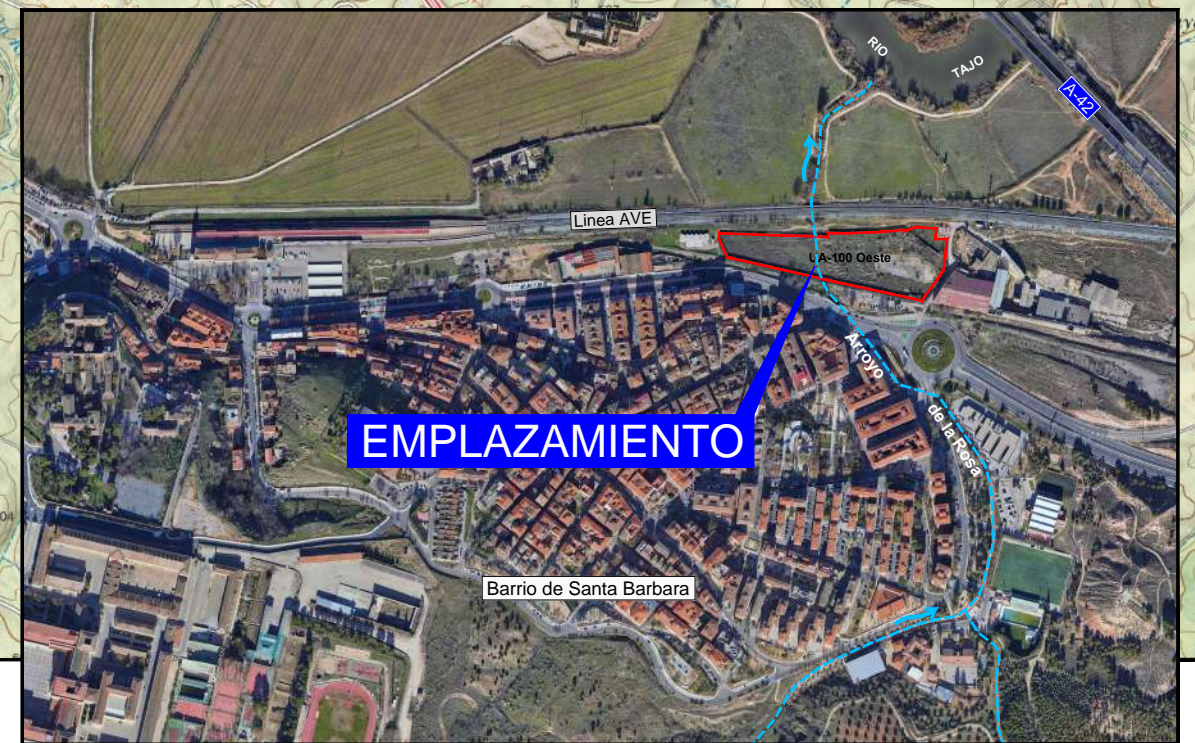 RIO
TAJO
A-42
Linea AVE
UA-100 Oeste
Arroyo
de la Rosa
EMPLAZAMIENTO
Barrio de Santa Barbara